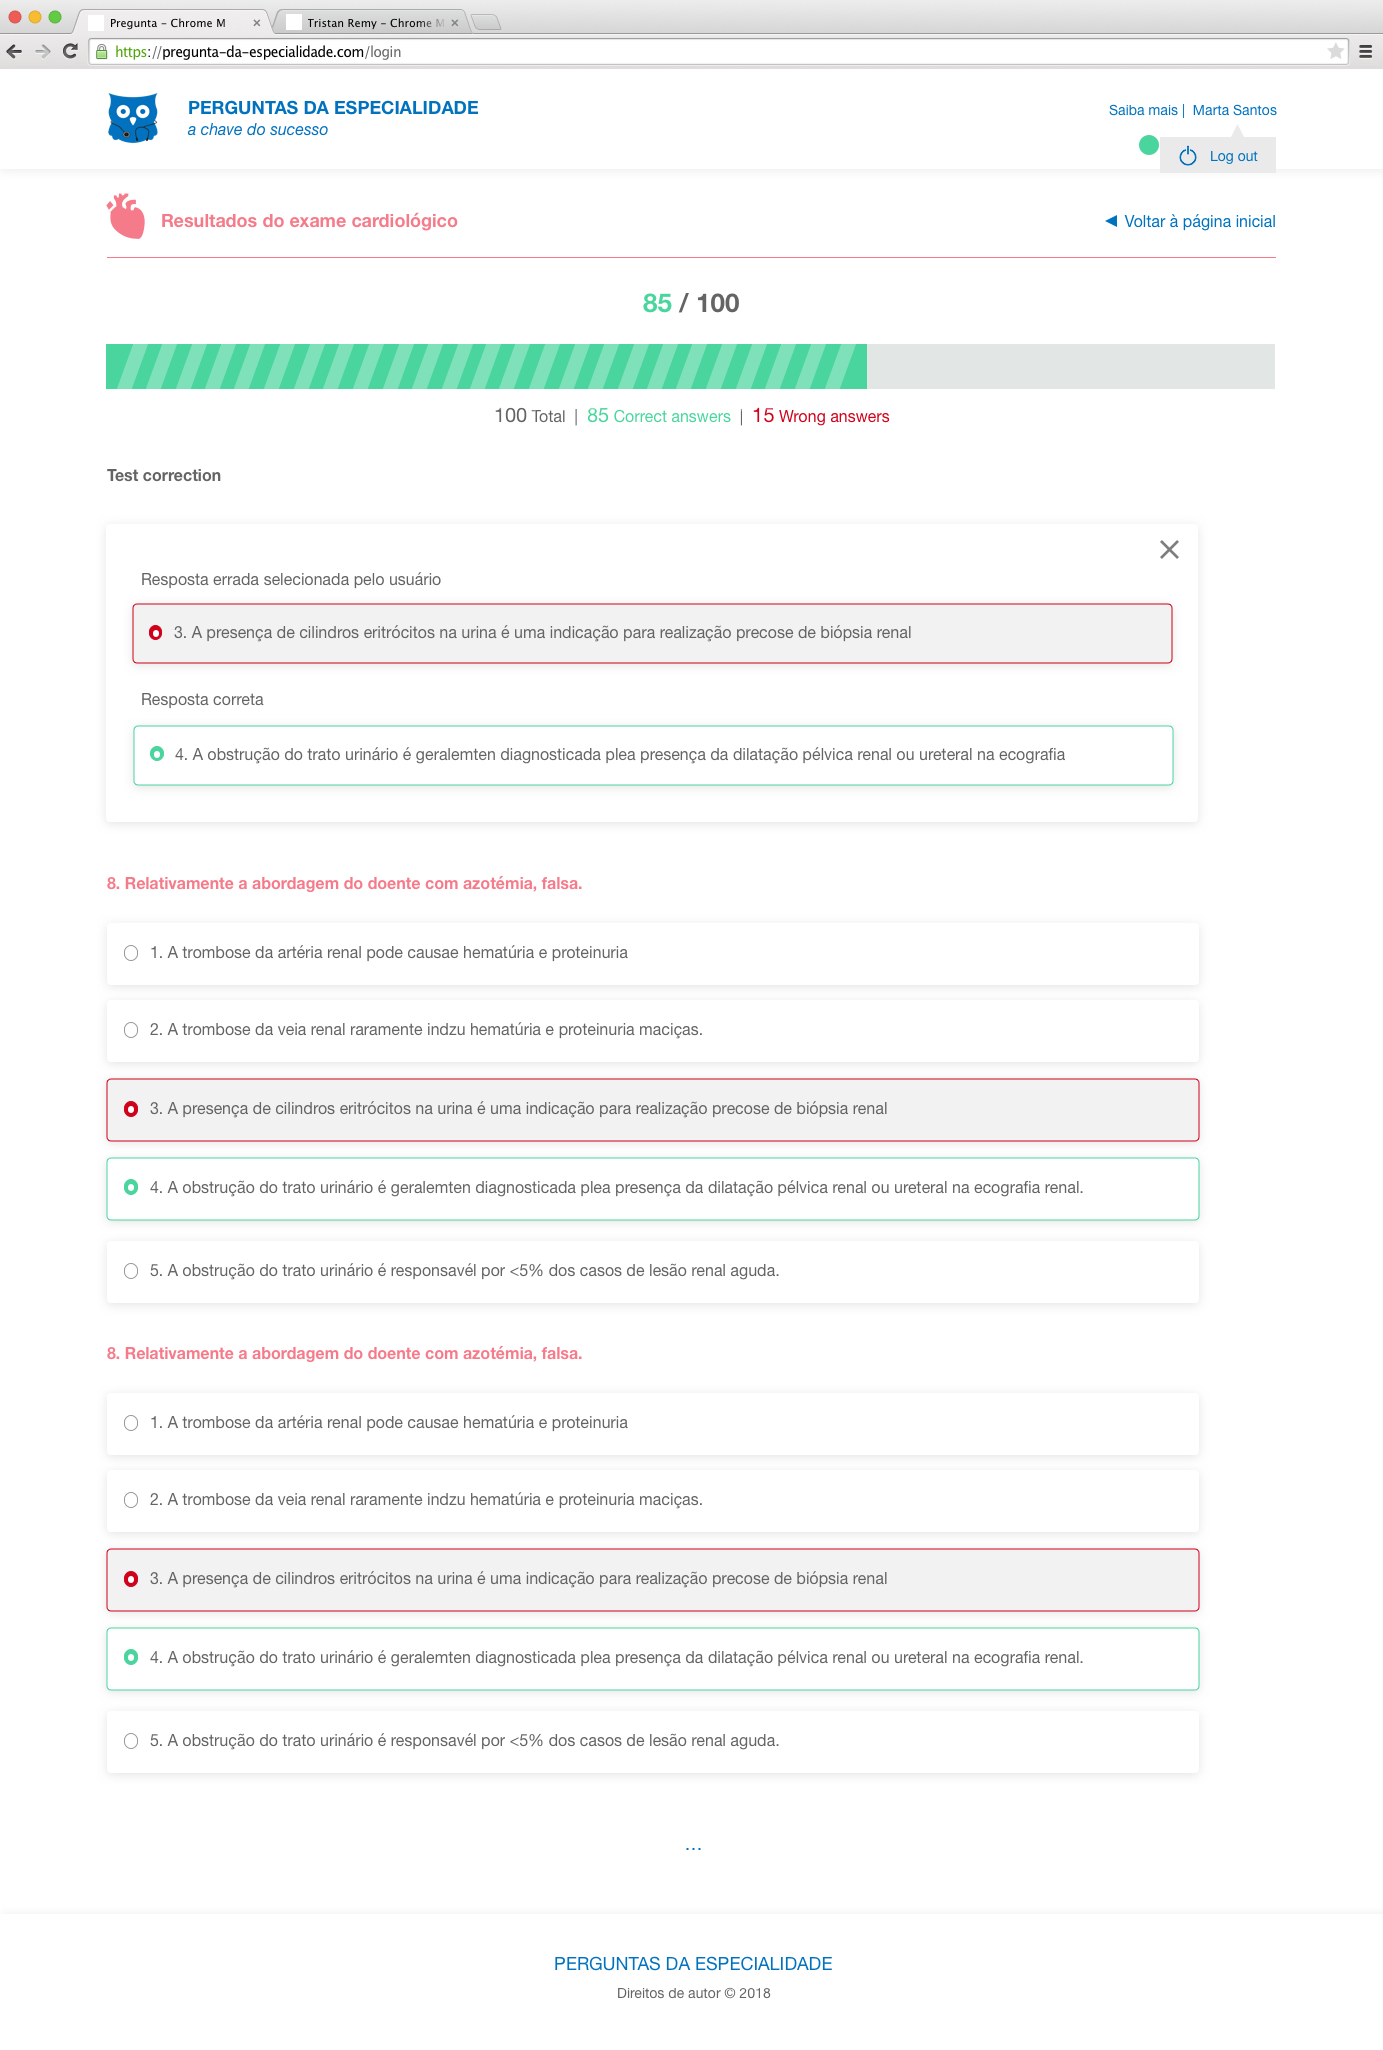 Pregunta – Chrome M
Tristan Remy – Chrome M
https://pregunta-da-especialidade.com/login
PERGUNTAS DA ESPECIALIDADE
a chave do sucesso
Saiba mais | Marta Santos
Log out
Resultados do exame cardiológico
Voltar à página inicial
85 / 100
100 Total | 85 Correct answers | 15 Wrong answers
Test correction
Resposta errada selecionada pelo usuário
3. A presença de cilindros eritrócitos na urina é uma indicação para realização precose de biópsia renal
Resposta correta
4. A obstrução do trato urinário é geralemten diagnosticada plea presença da dilatação pélvica renal ou ureteral na ecografia
8. Relativamente a abordagem do doente com azotémia, falsa.
1. A trombose da artéria renal pode causae hematúria e proteinuria
2. A trombose da veia renal raramente indzu hematúria e proteinuria maciças.
3. A presença de cilindros eritrócitos na urina é uma indicação para realização precose de biópsia renal
4. A obstrução do trato urinário é geralemten diagnosticada plea presença da dilatação pélvica renal ou ureteral na ecografia renal.
5. A obstrução do trato urinário é responsavél por <5% dos casos de lesão renal aguda.
8. Relativamente a abordagem do doente com azotémia, falsa.
1. A trombose da artéria renal pode causae hematúria e proteinuria
2. A trombose da veia renal raramente indzu hematúria e proteinuria maciças.
3. A presença de cilindros eritrócitos na urina é uma indicação para realização precose de biópsia renal
4. A obstrução do trato urinário é geralemten diagnosticada plea presença da dilatação pélvica renal ou ureteral na ecografia renal.
5. A obstrução do trato urinário é responsavél por <5% dos casos de lesão renal aguda.
...
PERGUNTAS DA ESPECIALIDADE
Direitos de autor © 2018